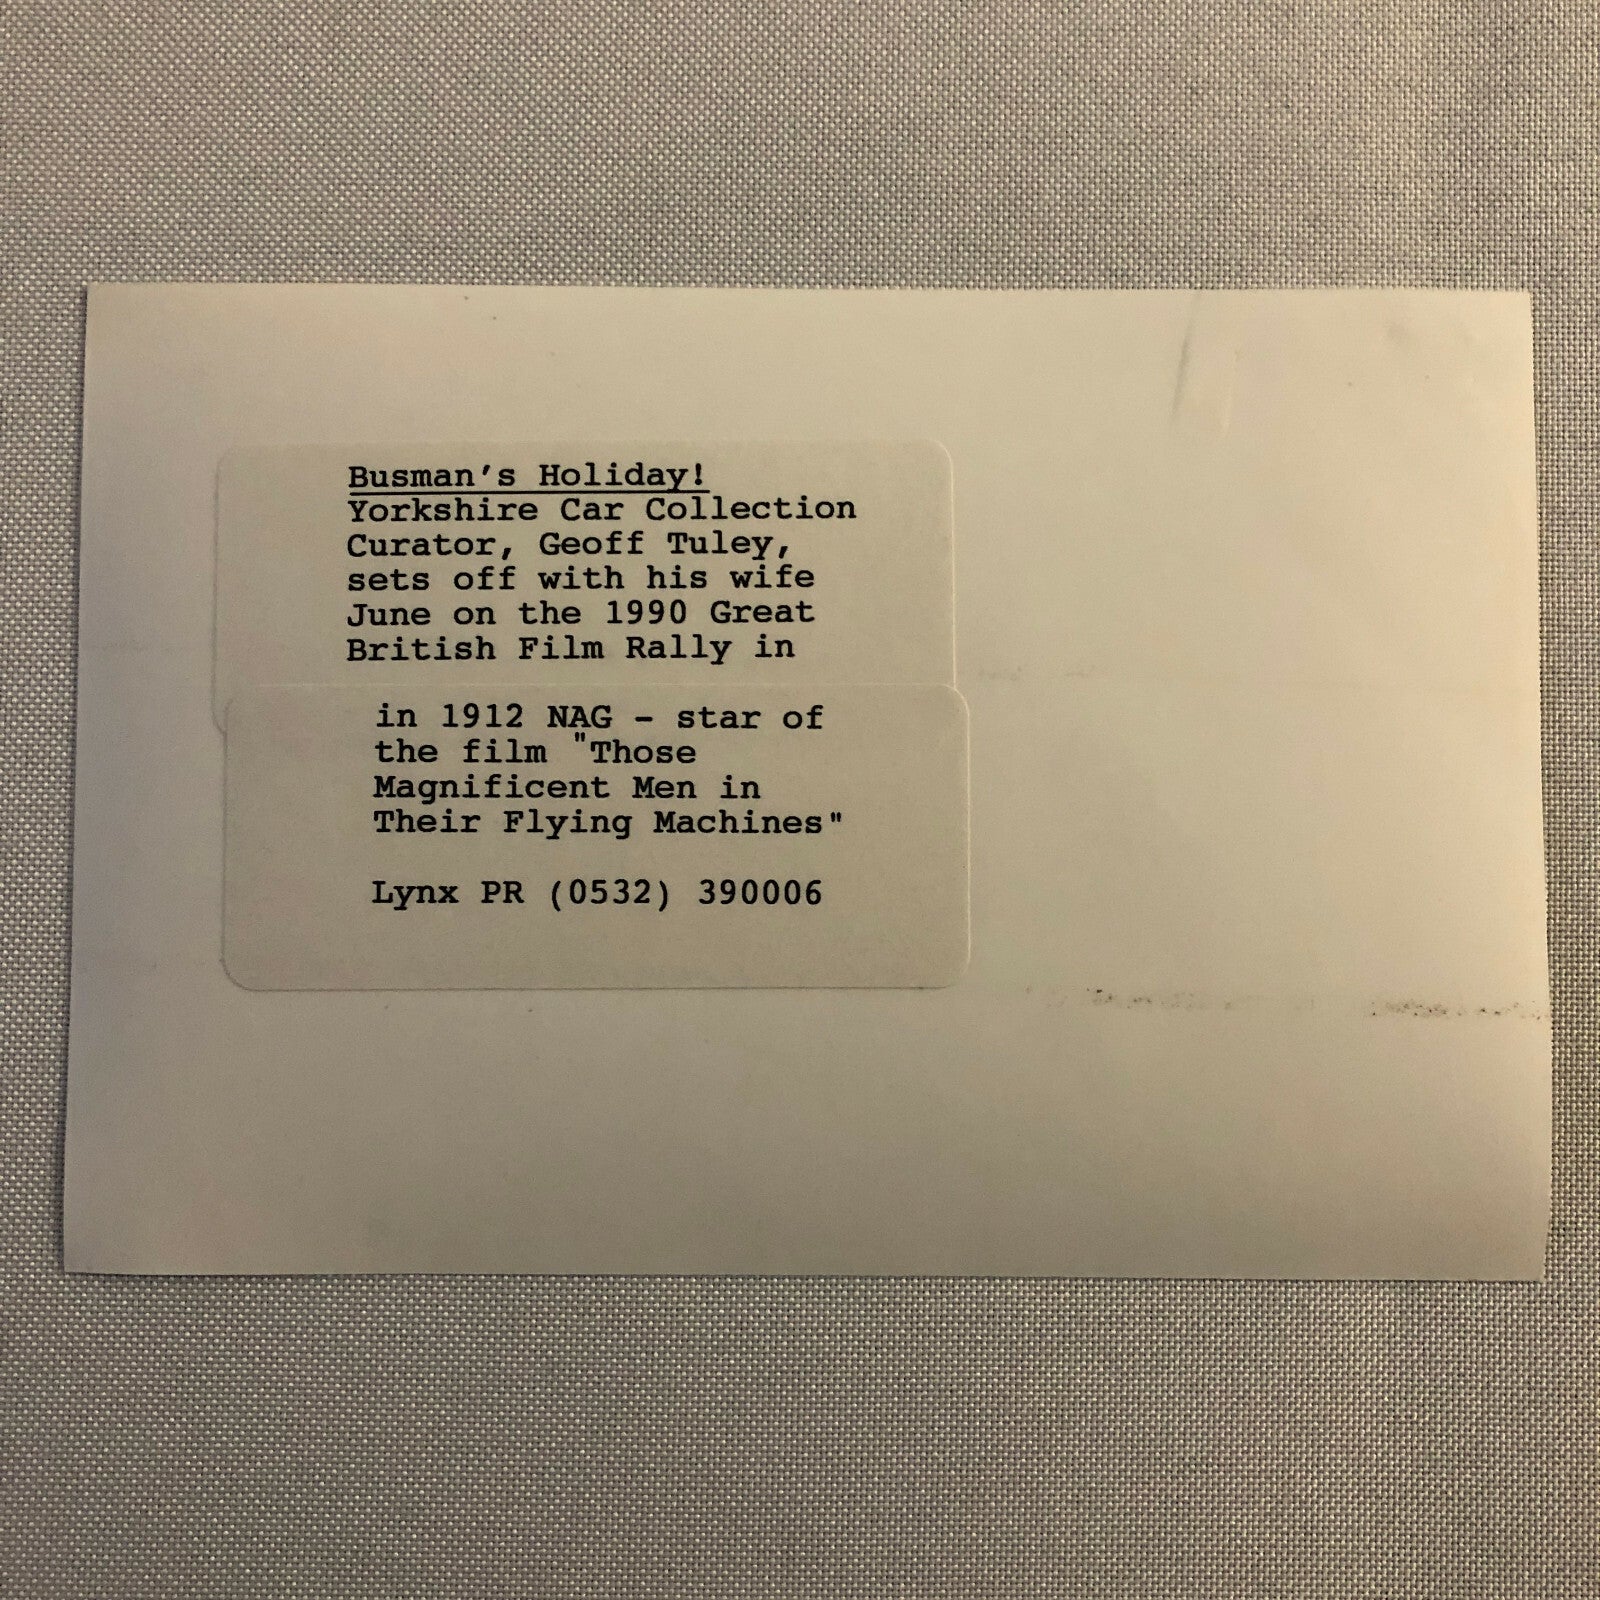 Busman's Holiday!
Yorkshire Car Collection
Curator, Geoff Tuley,
sets off with his wife
June on the 1990 Great
British Film Rally in
in 1912 NAG - star of
the film "Those
Magnificent Men in
Their Flying Machines"
Lynx PR (0532) 390006